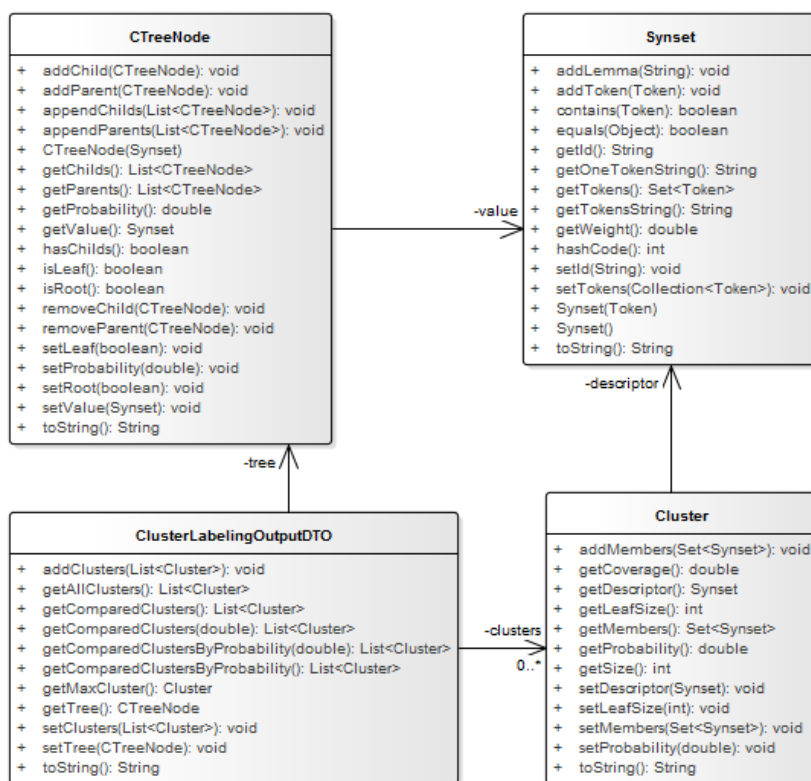 CTreeNode
+ addChild(CTreeNode): void
+ addParent(CTreeNode): void
+ appendChilds(List<CTreeNode>): void
+ appendParents(List<CTreeNode>): void
+ CTreeNode(Synset)
+ getChilds(): List<CTreeNode>
+ getParents(): List<CTreeNode>
+ getProbability(): double
+ getValue(): Synset
+ hasChilds(): boolean
+ isLeaf(): boolean
+ isRoot(): boolean
+ removeChild(CTreeNode): void
+ removeParent(CTreeNode): void
+ setLeaf(boolean): void
+ setProbability(double): void
+ setRoot(boolean): void
+ setValue(Synset): void
+ toString(): String
-value
Synset
+ addLemma(String): void
+ addToken(Token): void
+ contains(Token): boolean
+ equals(Object): boolean
+ getId(): String
+ getOneTokenString(): String
+ getTokens(): Set<Token>
+ getTokensString(): String
+ getWeight(): double
+ hashCode(): int
+ setId(String): void
+ setTokens(Collection<Token>): void
+ Synset(Token)
+ Synset()
+ toString(): String
-descriptor
-tree
ClusterLabelingOutputDTO
+ addClusters(List<Cluster>): void
+ getAllClusters(): List<Cluster>
+ getComparedClusters(): List<Cluster>
+ getComparedClusters(double): List<Cluster>
+ getComparedClustersByProbability(double): List<Cluster>
+ getComparedClustersByProbability(): List<Cluster>
+ getMaxCluster(): Cluster
+ getTree(): CTreeNode
+ setClusters(List<Cluster>): void
+ setTree(CTreeNode): void
+ toString(): String
-clusters
0..*
Cluster
+ addMembers(Set<Synset>): void
+ getCoverage(): double
+ getDescriptor(): Synset
+ getLeafSize(): int
+ getMembers(): Set<Synset>
+ getProbability(): double
+ getSize(): int
+ setDescriptor(Synset): void
+ setLeafSize(int): void
+ setMembers(Set<Synset>): void
+ setProbability(double): void
+ toString(): String